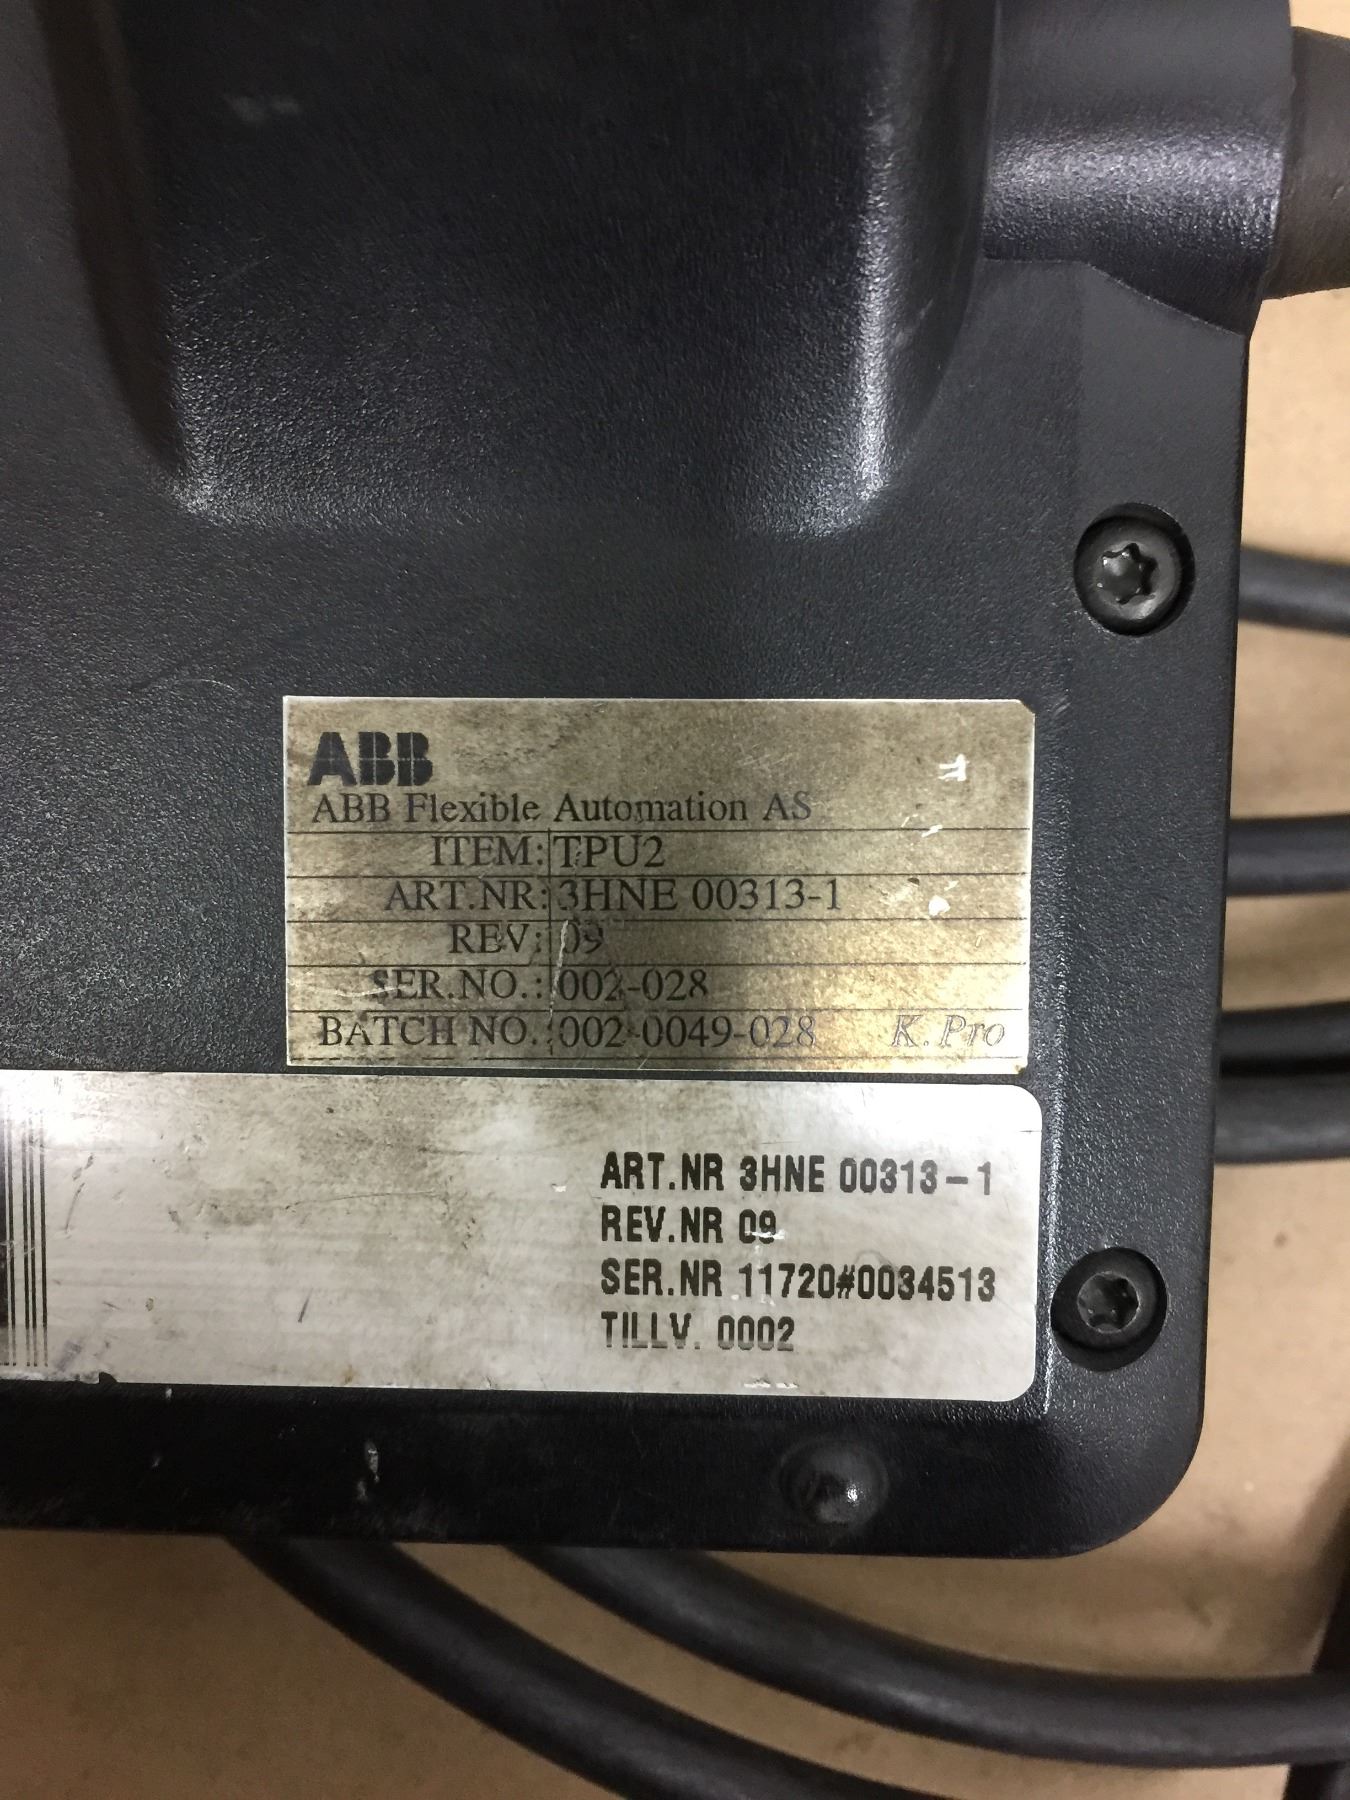 ABB
ABB Flexible Automation AS
ITEM: TPU2
ART.NR: 3HNE 00313-1
REV: 09
SER.NO.: 002-028
BATCH NO.: 002-0049-028 K.Pro
ART.NR 3HNE 00313-1
REV.NR 09
SER.NR 11720#0034513
TILLV. 0002